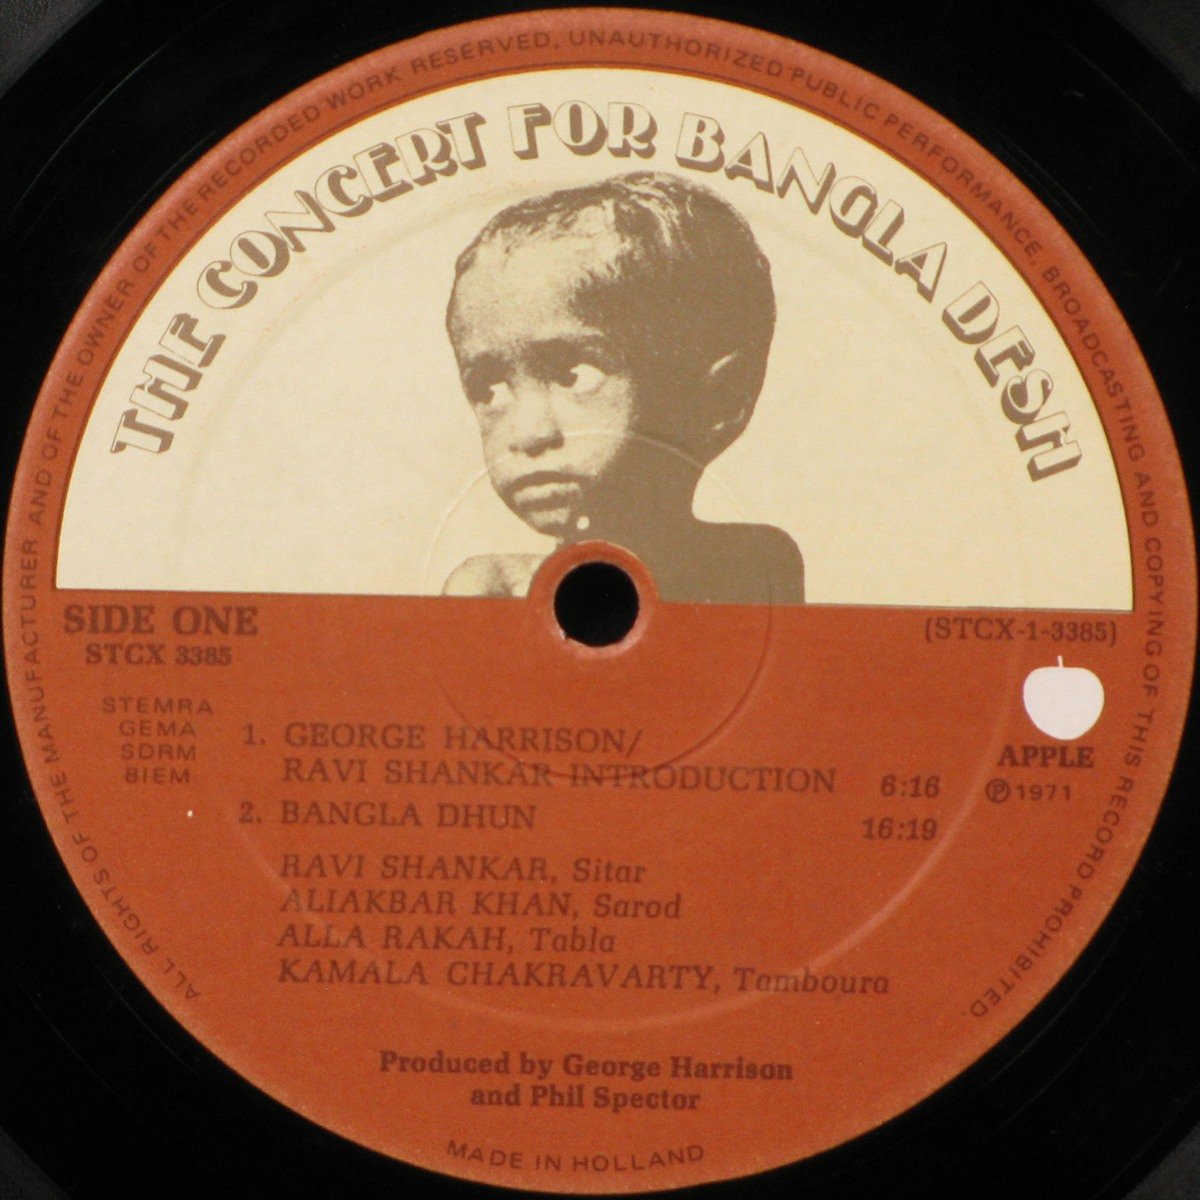 ALL RIGHTS OF THE MANUFACTURER AND OF THE OWNER OF THE RECORDED WORK RESERVED, UNAUTHORIZED PUBLIC PERFORMANCE, BROADCASTING AND COPYING OF THIS RECORD PROHIBITED.
THE CONCERT FOR BANGLA DESH
SIDE ONE
STCX 3385
(STCX-1-3385)
STEMRA
GEMA
SDRM
BIEM
APPLE
℗1971
1. GEORGE HARRISON/
RAVI SHANKAR INTRODUCTION 6:16
2. BANGLA DHUN 16:19
RAVI SHANKAR, Sitar
ALIAKBAR KHAN, Sarod
ALLA RAKAH, Tabla
KAMALA CHAKRAVARTY, Tamboura
Produced by George Harrison
and Phil Spector
MADE IN HOLLAND